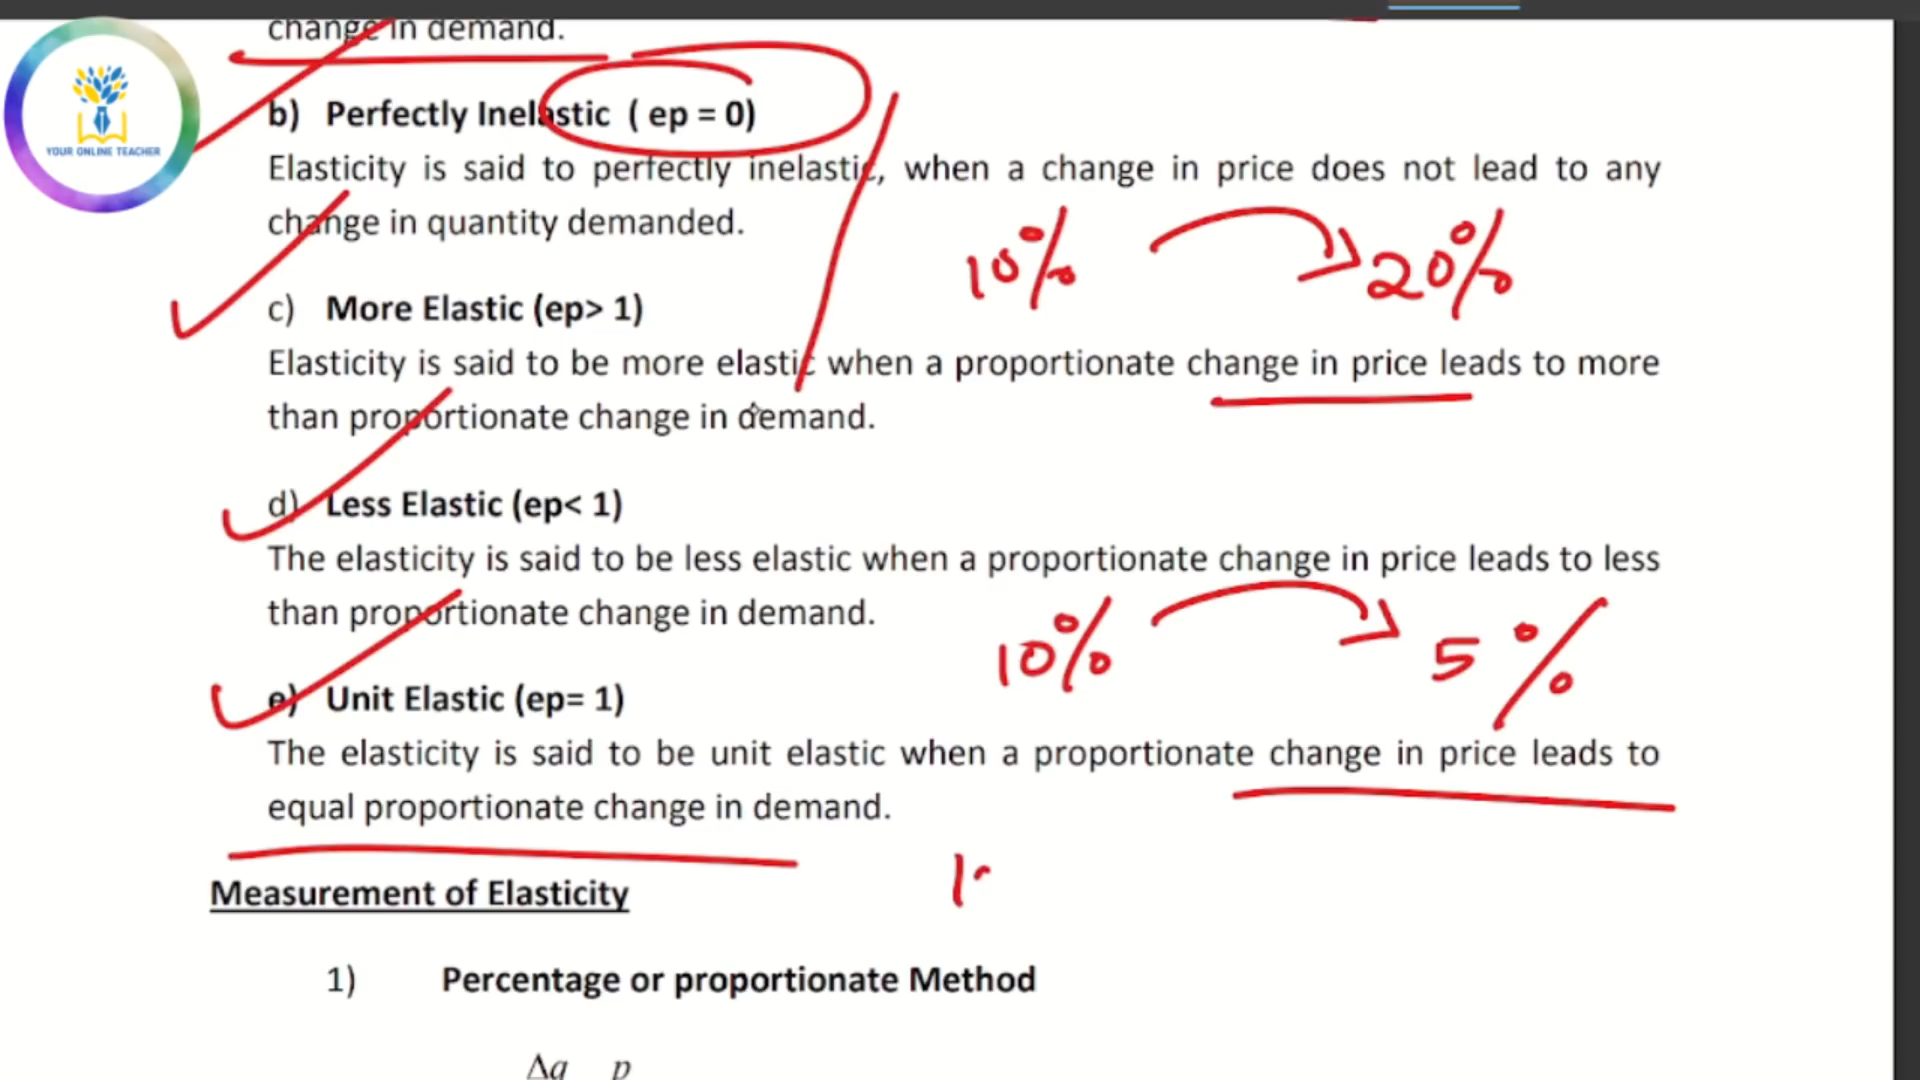 change in demand.
YOUR ONLINE TEACHER
b) Perfectly Inelastic ( ep = 0)
Elasticity is said to perfectly inelastic, when a change in price does not lead to any
change in quantity demanded.
10% 20%
c) More Elastic (ep> 1)
Elasticity is said to be more elastic when a proportionate change in price leads to more
than proportionate change in demand.
d) Less Elastic (ep< 1)
The elasticity is said to be less elastic when a proportionate change in price leads to less
than proportionate change in demand.
10% 5%
e) Unit Elastic (ep= 1)
The elasticity is said to be unit elastic when a proportionate change in price leads to
equal proportionate change in demand.
Measurement of Elasticity
1) Percentage or proportionate Method
Δq p